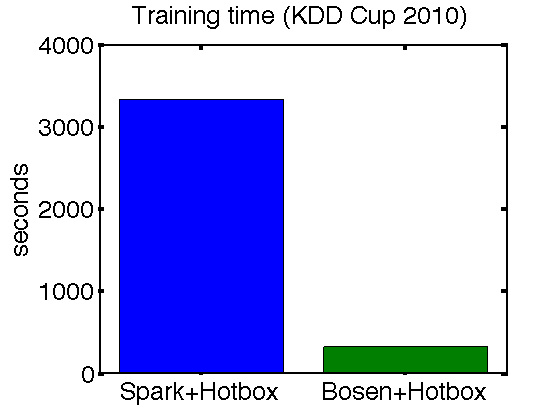 Training time (KDD Cup 2010)
4000
3000
2000
1000
0
seconds
Spark+Hotbox
Bosen+Hotbox